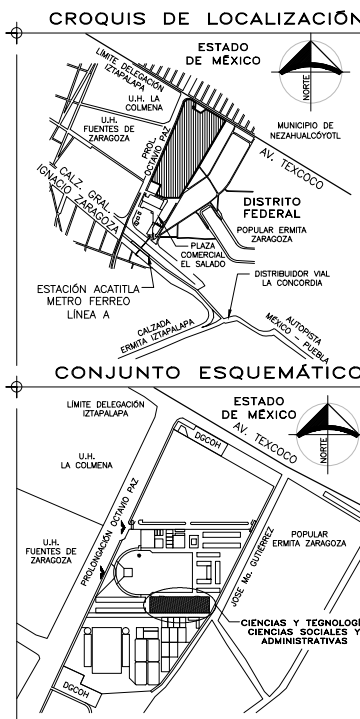 CROQUIS DE LOCALIZACIÓN
ESTADO
DE MÉXICO
LÍMITE DELEGACIÓN
IZTAPALAPA
U.H. LA
COLMENA
U.H.
FUENTES DE
ZARAGOZA
PROL.
OCTAVIO PAZ
NORTE
MUNICIPIO DE
NEZAHUALCÓYOTL
AV. TEXCOCO
CALZ. GRAL.
IGNACIO ZARAGOZA
DISTRITO
FEDERAL
POPULAR ERMITA
ZARAGOZA
PLAZA
COMERCIAL
EL SALADO
ESTACIÓN ACATITLA
METRO FERREO
LÍNEA A
DISTRIBUIDOR VIAL
LA CONCORDIA
CALZADA
ERMITA IZTAPALAPA
AUTOPISTA
MÉXICO - PUEBLA
CONJUNTO ESQUEMÁTICO
LÍMITE DELEGACIÓN
IZTAPALAPA
ESTADO
DE MÉXICO
AV. TEXCOCO
NORTE
DGCOH
U.H.
LA COLMENA
PROLONGACIÓN OCTAVIO PAZ
U.H.
FUENTES DE
ZARAGOZA
JOSE Ma. GUTIÉRREZ
POPULAR
ERMITA ZARAGOZA
CIENCIAS Y TECNOLOGÍ
CIENCIAS SOCIALES Y
ADMINISTRATIVAS
DGCOH